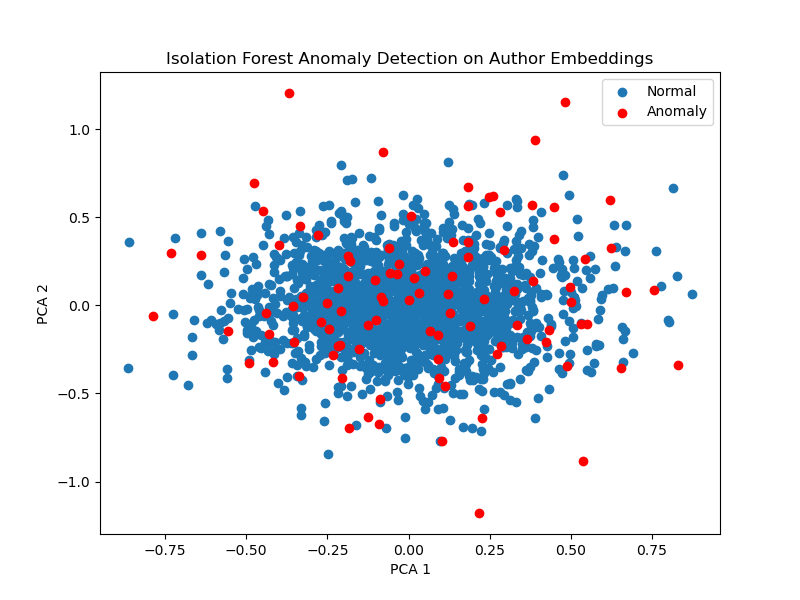 Isolation Forest Anomaly Detection on Author Embeddings
Normal
Anomaly
1.0
0.5
0.0
−0.5
−1.0
PCA 2
−0.75 −0.50 −0.25 0.00 0.25 0.50 0.75
PCA 1